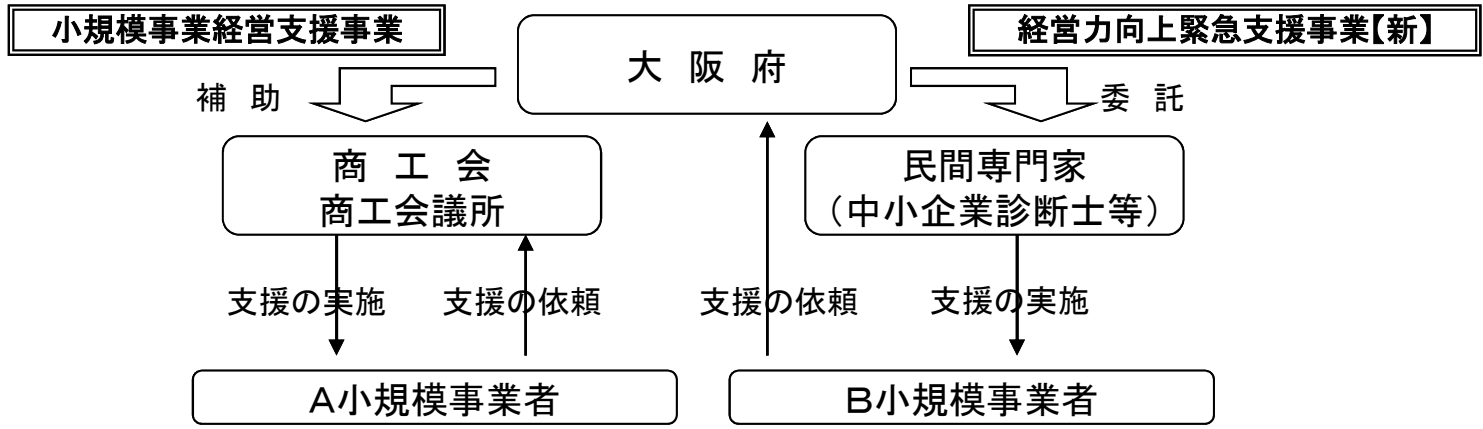 小規模事業経営支援事業
経営力向上緊急支援事業【新】
大 阪 府
補 助
委 託
商 工 会
商工会議所
民間専門家
（中小企業診断士等）
支援の実施
支援の依頼
支援の依頼
支援の実施
A小規模事業者
B小規模事業者